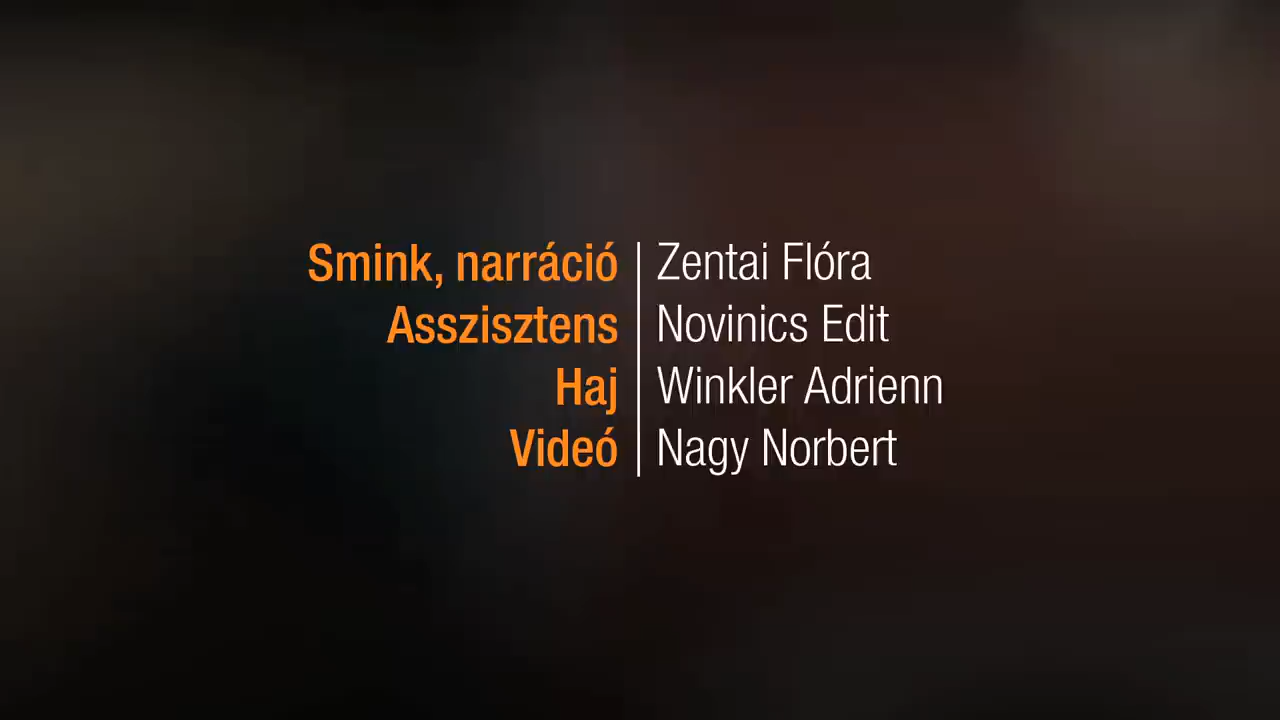 Smink, narráció Zentai Flóra
Asszisztens Novinics Edit
Haj Winkler Adrienn
Videó Nagy Norbert